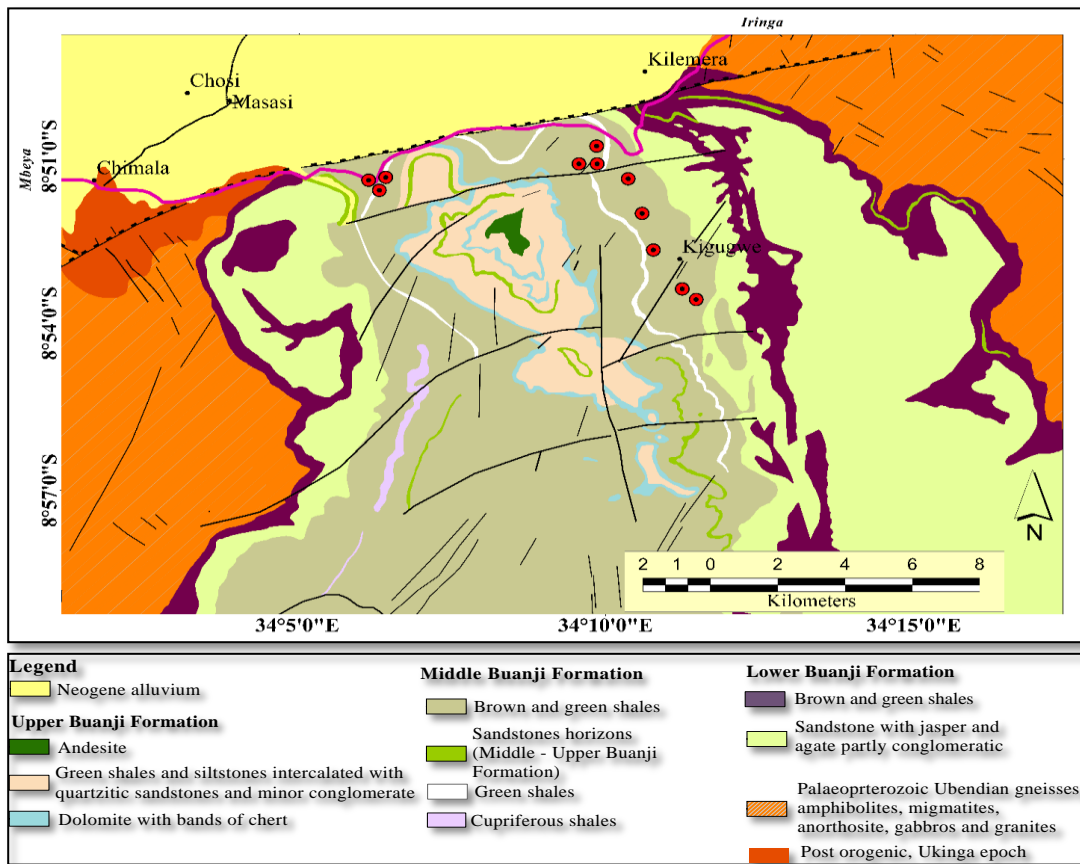 Iringa
Kilemera
Chosi
Masasi
Mbeya
8°51'0"S
Chimala
Kigugwe
8°54'0"S
8°57'0"S
N
2 1 0 2 4 6 8
Kilometers
34°5'0"E 34°10'0"E 34°15'0"E
Legend
Neogene alluvium
Upper Buanji Formation
Andesite
Green shales and siltstones intercalated with
quartzitic sandstones and minor conglomerate
Dolomite with bands of chert
Middle Buanji Formation
Brown and green shales
Sandstones horizons
(Middle - Upper Buanji
Formation)
Green shales
Cupriferous shales
Lower Buanji Formation
Brown and green shales
Sandstone with jasper and
agate partly conglomeratic
Palaeoprterozoic Ubendian gneisses,
amphibolites, migmatites,
anorthosite, gabbros and granites
Post orogenic, Ukinga epoch